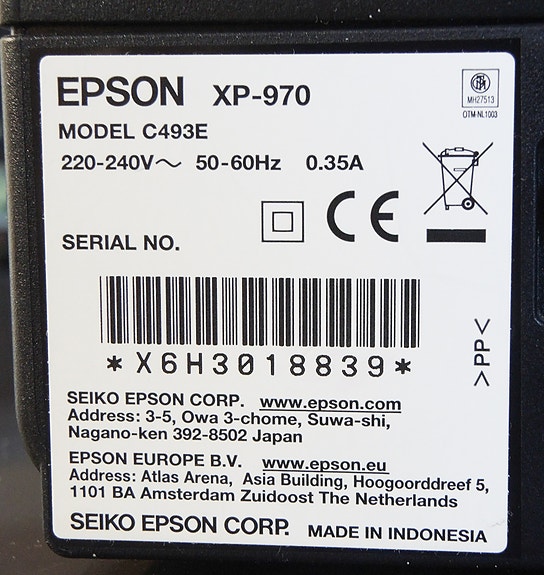 EPSON XP-970
MH27513
OTM-NL1003
MODEL C493E
220-240V～ 50-60Hz 0.35A
CE
SERIAL NO.
*X6H3018839*
>PP<
SEIKO EPSON CORP. www.epson.com
Address: 3-5, Owa 3-chome, Suwa-shi,
Nagano-ken 392-8502 Japan
EPSON EUROPE B.V. www.epson.eu
Address: Atlas Arena, Asia Building, Hoogoorddreef 5,
1101 BA Amsterdam Zuidoost The Netherlands
SEIKO EPSON CORP. MADE IN INDONESIA